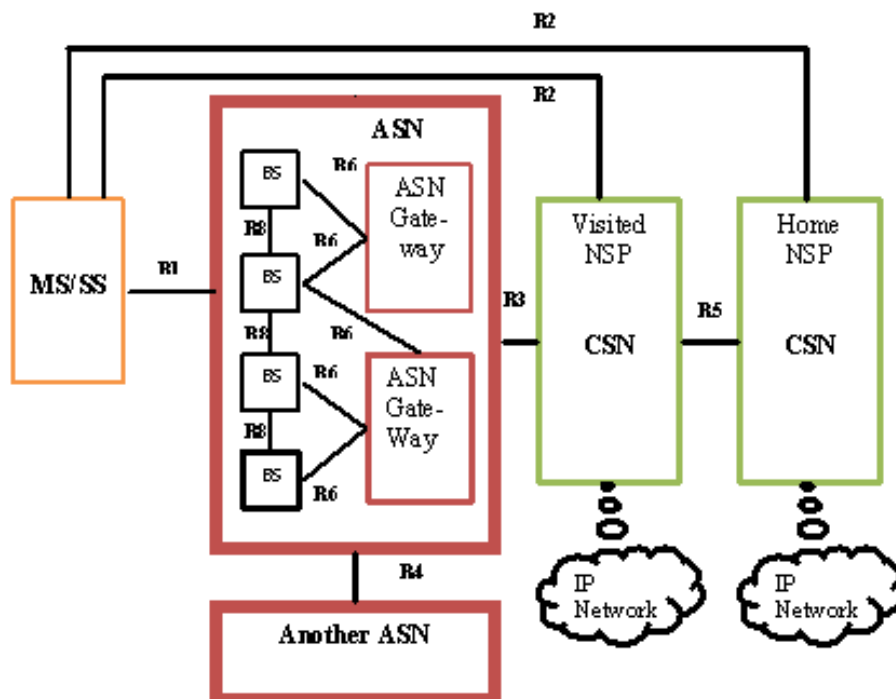 R2
R2
ASN
BS
R6
ASN
Gate-
way
Visited
NSP
Home
NSP
R8
R6
MS/SS
R1
BS
R3
R5
R8
R6
CSN
CSN
BS
R6
ASN
Gate-
Way
R8
BS
R6
R4
IP
Network
IP
Network
Another ASN